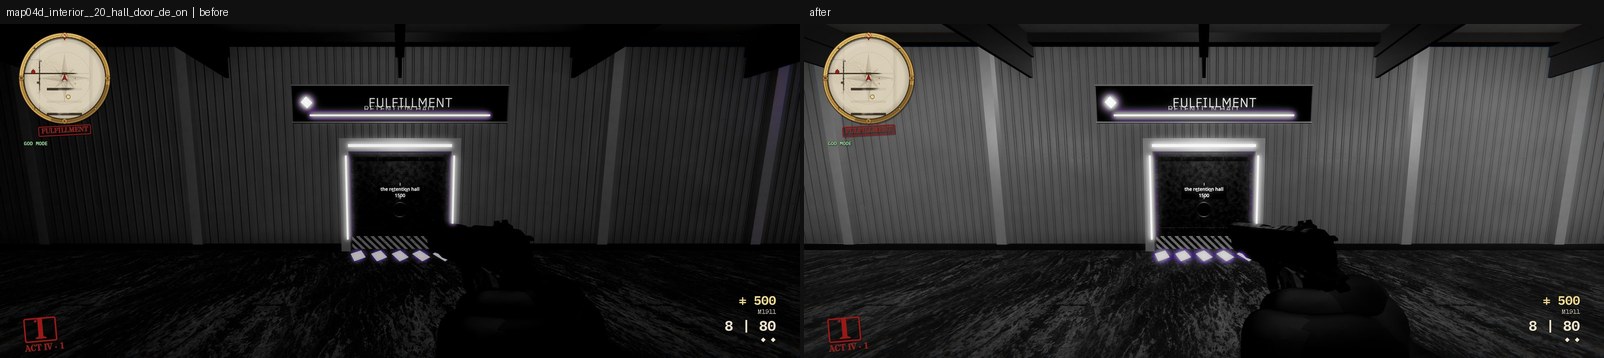 map04d_interior__20_hall_door_de_on | before
after
FULFILLMENT
FULFILLMENT
GOD MODE
the retention hall
1500
500
M1911
8 | 80
I
ACT IV - 1
FULFILLMENT
FULFILLMENT
GOD MODE
the retention hall
1500
500
M1911
8 | 80
I
ACT IV - 1